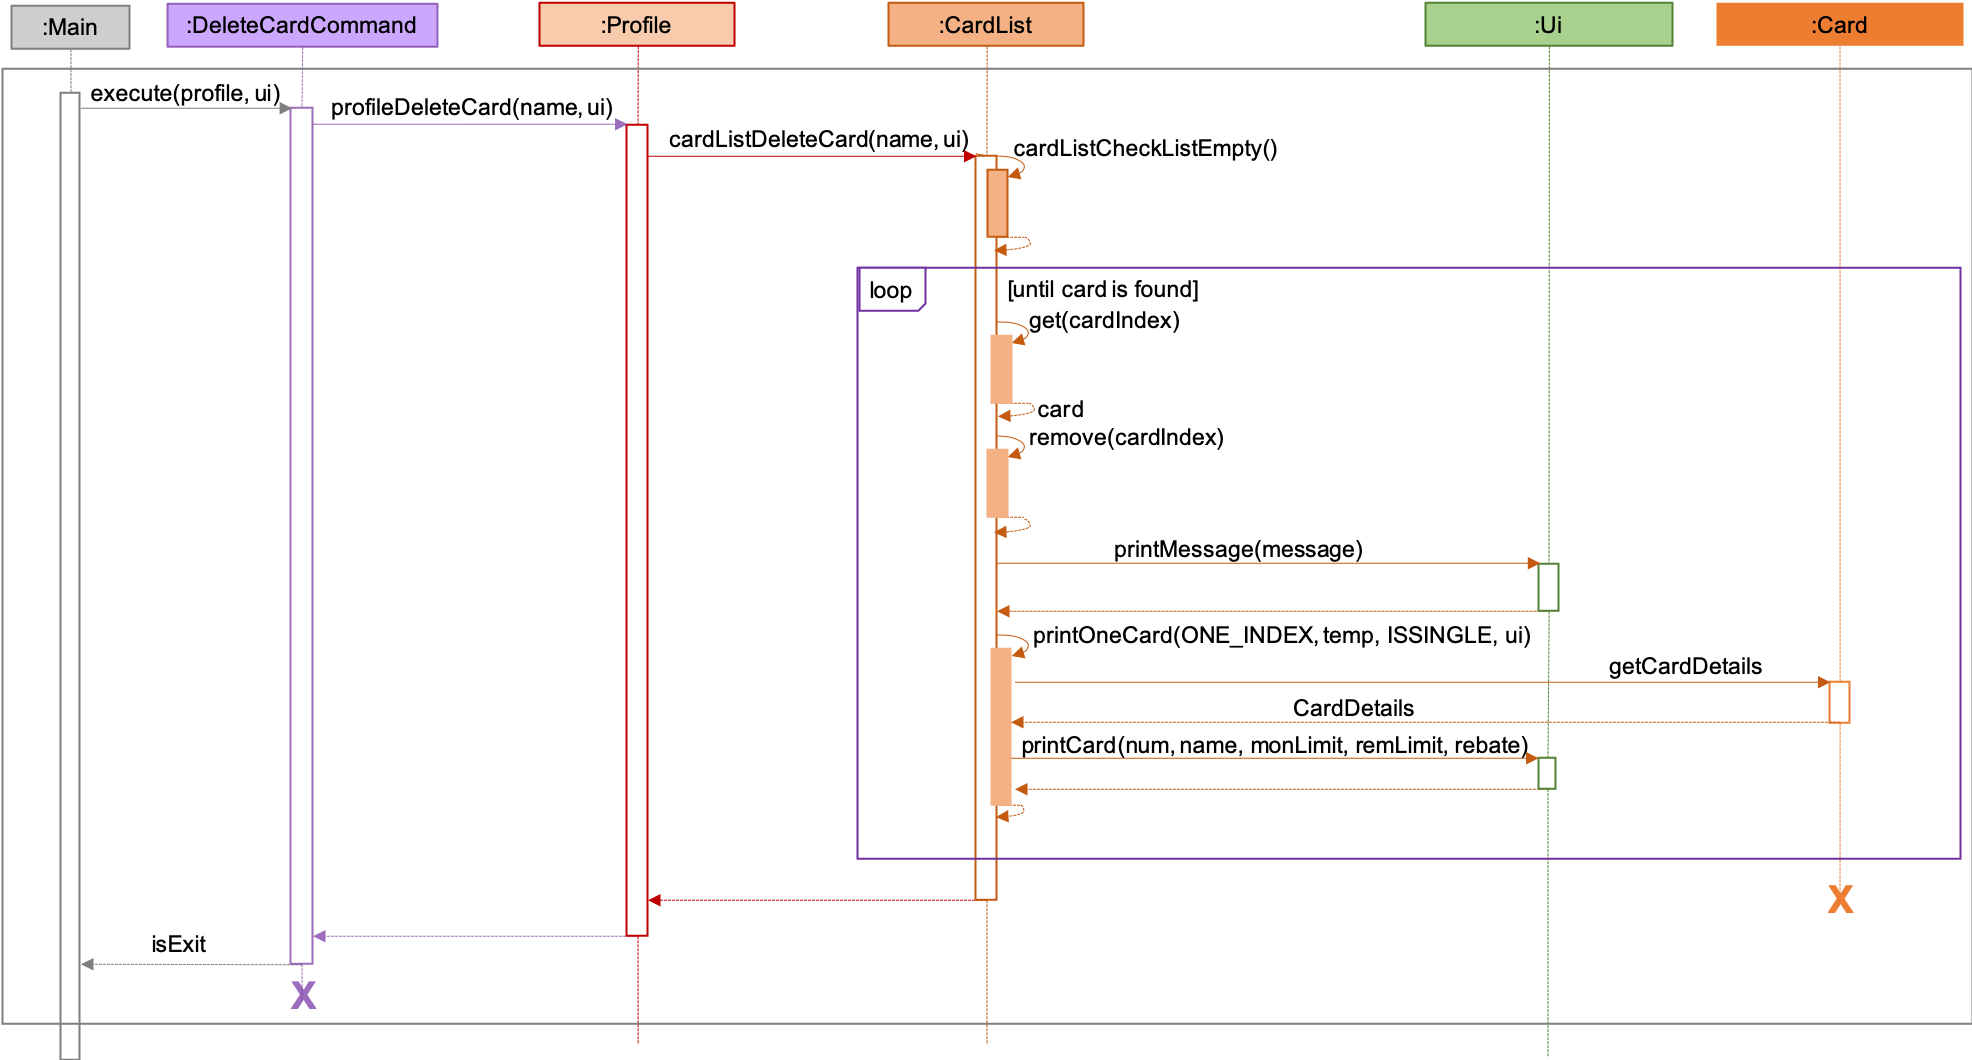 :Main
:DeleteCardCommand
:Profile
:CardList
:Ui
:Card
execute(profile, ui)
profileDeleteCard(name, ui)
cardListDeleteCard(name, ui)
cardListCheckListEmpty()
loop
[until card is found]
get(cardIndex)
card
remove(cardIndex)
printMessage(message)
printOneCard(ONE_INDEX, temp, ISSINGLE, ui)
getCardDetails
CardDetails
printCard(num, name, monLimit, remLimit, rebate)
X
isExit
X